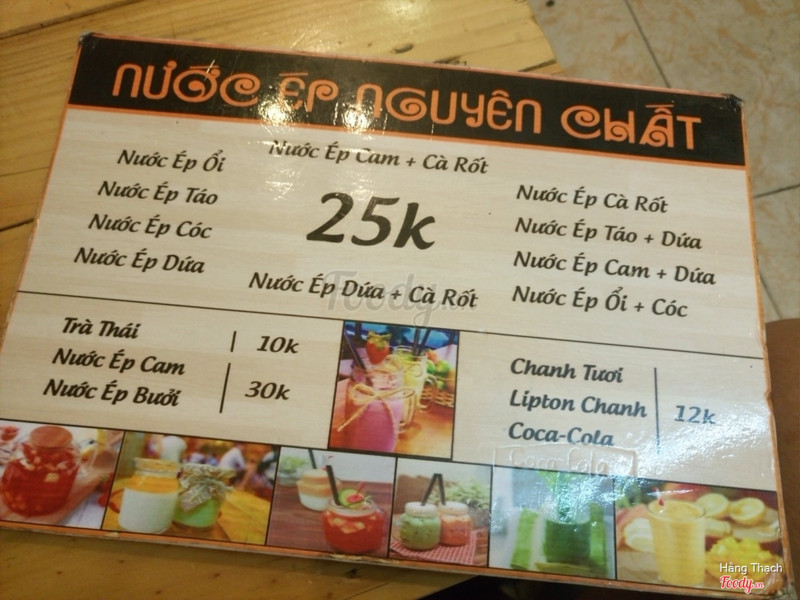 NƯỚC ÉP NGUYÊN CHẤT
Nước Ép Ổi
Nước Ép Táo
Nước Ép Cóc
Nước Ép Dứa
Nước Ép Cam + Cà Rốt
25k
Nước Ép Dứa + Cà Rốt
Nước Ép Cà Rốt
Nước Ép Táo + Dứa
Nước Ép Cam + Dứa
Nước Ép Ổi + Cóc
Foody.vn
Trà Thái 10k
Nước Ép Cam
Nước Ép Bưởi
30k
Chanh Tươi
Lipton Chanh
Coca-Cola
12k
Hằng Thạch
Foody.vn